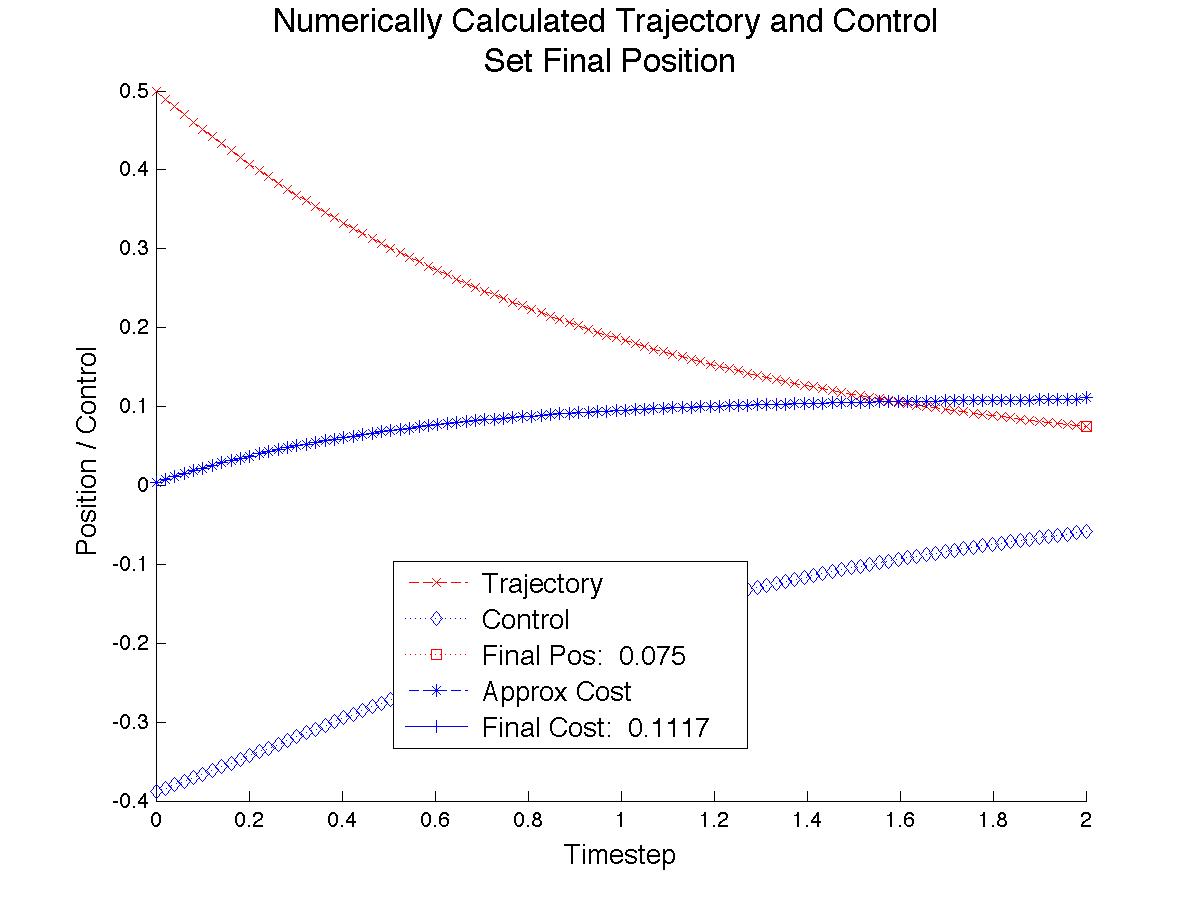 Numerically Calculated Trajectory and Control
Set Final Position
0.5
0.4
0.3
0.2
0.1
0
-0.1
-0.2
-0.3
-0.4
Position / Control
Trajectory
Control
Final Pos:  0.075
Approx Cost
Final Cost:  0.1117
0 0.2 0.4 0.6 0.8 1 1.2 1.4 1.6 1.8 2
Timestep